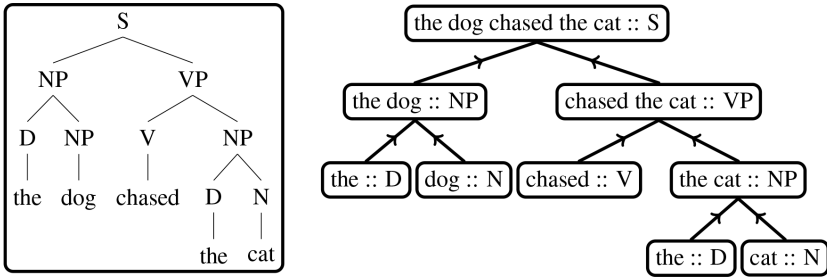 S
NP VP
D NP V NP
the dog chased D N
the cat
the dog chased the cat :: S
the dog :: NP chased the cat :: VP
the :: D dog :: N chased :: V the cat :: NP
the :: D cat :: N